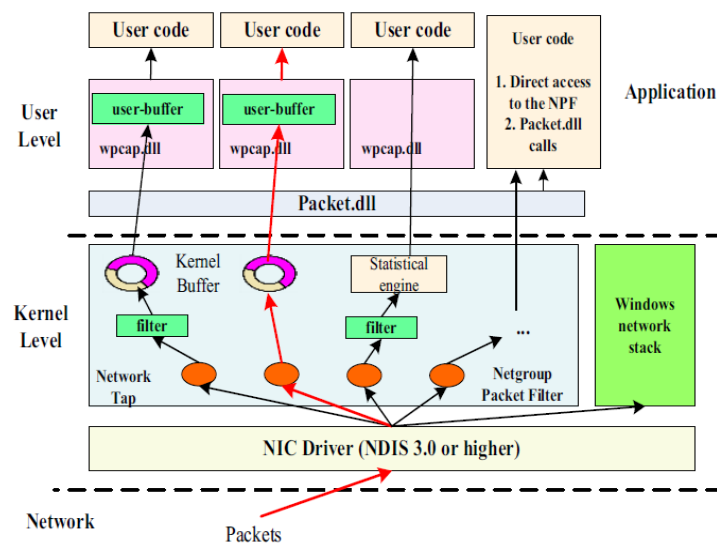 User code
User code
User code
User code
1. Direct access
to the NPF
2. Packet.dll
calls
Application
User
Level
user-buffer
user-buffer
wpcap.dll
wpcap.dll
wpcap.dll
Packet.dll
Kernel
Buffer
Statistical
engine
Windows
network
stack
Kernel
Level
filter
filter
...
Network
Tap
Netgroup
Packet Filter
NIC Driver (NDIS 3.0 or higher)
Network
Packets